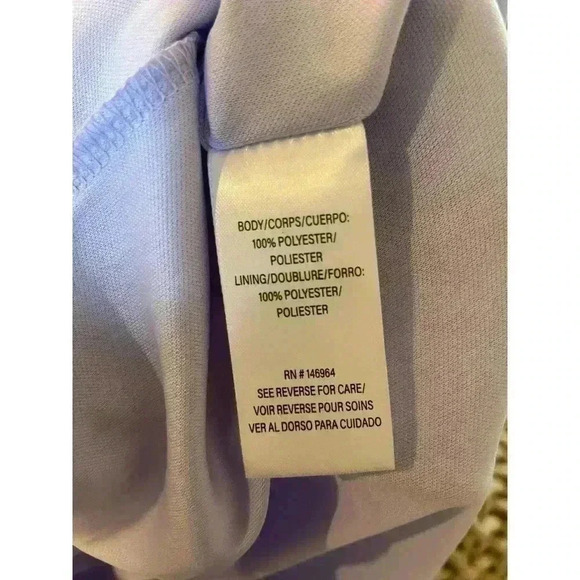 BODY/CORPS/CUERPO:
100% POLYESTER/
POLIESTER
LINING/DOUBLURE/FORRO:
100% POLYESTER/
POLIESTER
RN # 146964
SEE REVERSE FOR CARE/
VOIR REVERSE POUR SOINS
VER AL DORSO PARA CUIDADO